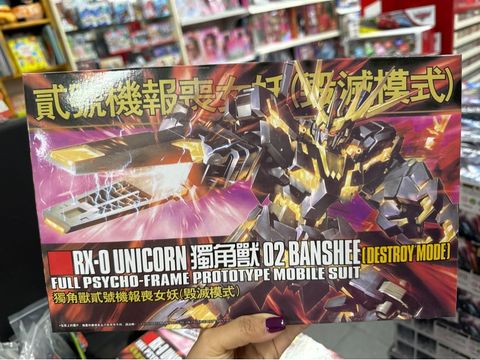 貳號機報喪女妖(毀滅模式)
RX-0 UNICORN 獨角獸 02 BANSHEE (DESTROY MODE)
FULL PSYCHO-FRAME PROTOTYPE MOBILE SUIT
獨角獸貳號機報喪女妖(毀滅模式)